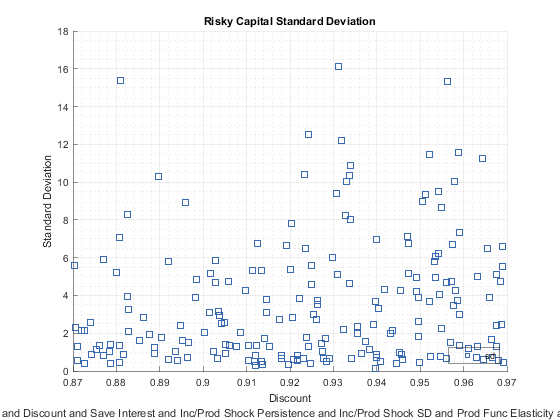 Risky Capital Standard Deviation
18
16
14
12
10
8
6
4
2
0
Standard Deviation
0.87 0.88 0.89 0.9 0.91 0.92 0.93 0.94 0.95 0.96 0.97
Discount
and Discount and Save Interest and Inc/Prod Shock Persistence and Inc/Prod Shock SD and Prod Func Elasticity a